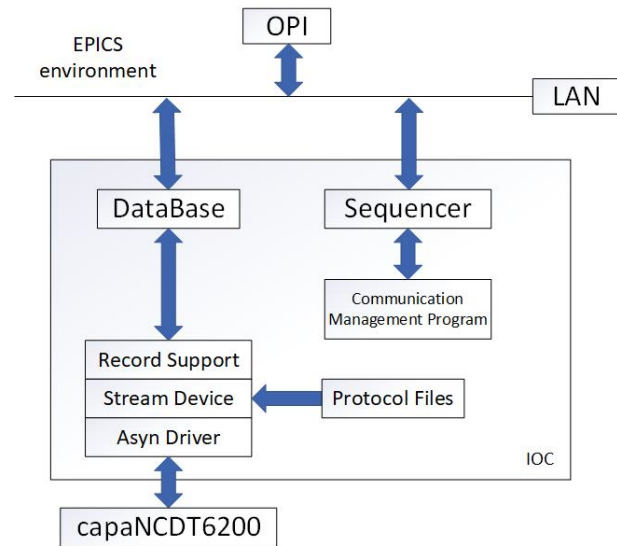 OPI
EPICS
environment
LAN
DataBase
Sequencer
Communication
Management Program
Record Support
Stream Device
Protocol Files
Asyn Driver
IOC
capaNCDT6200